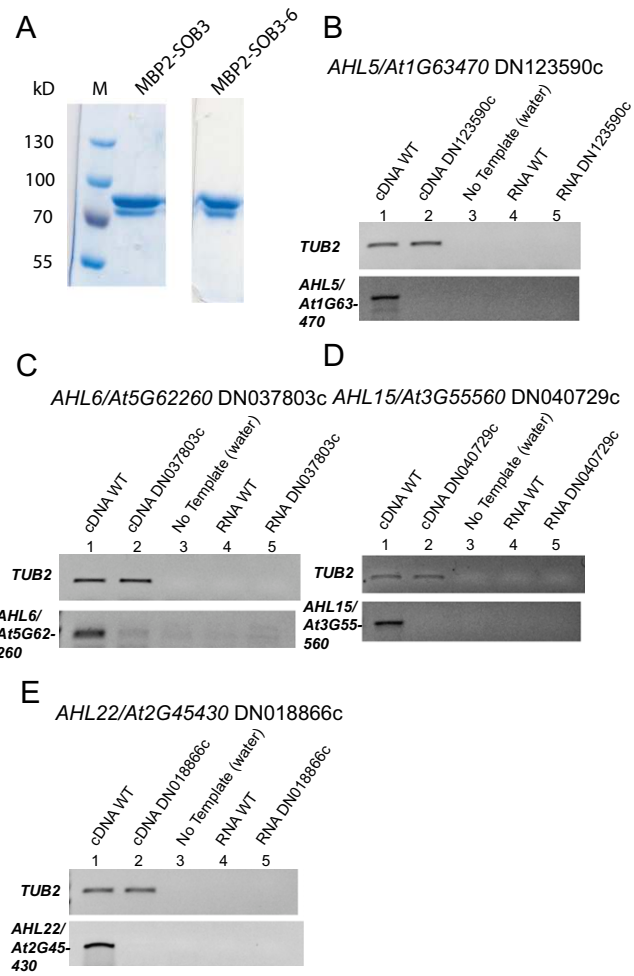 A
kD
M
MBP2-SOB3
MBP2-SOB3-6
130
100
70
55
B
AHL5/At1G63470 DN123590c
cDNA WT
cDNA DN123590c
No Template (water)
RNA WT
RNA DN123590c
1 2 3 4 5
TUB2
AHL5/
At1G63-
470
C
AHL6/At5G62260 DN037803c
cDNA WT
cDNA DN037803c
No Template (water)
RNA WT
RNA DN037803c
1 2 3 4 5
TUB2
AHL6/
At5G62-
260
D
AHL15/At3G55560 DN040729c
cDNA WT
cDNA DN040729c
No Template (water)
RNA WT
RNA DN040729c
1 2 3 4 5
TUB2
AHL15/
At3G55-
560
E
AHL22/At2G45430 DN018866c
cDNA WT
cDNA DN018866c
No Template (water)
RNA WT
RNA DN018866c
1 2 3 4 5
TUB2
AHL22/
At2G45-
430